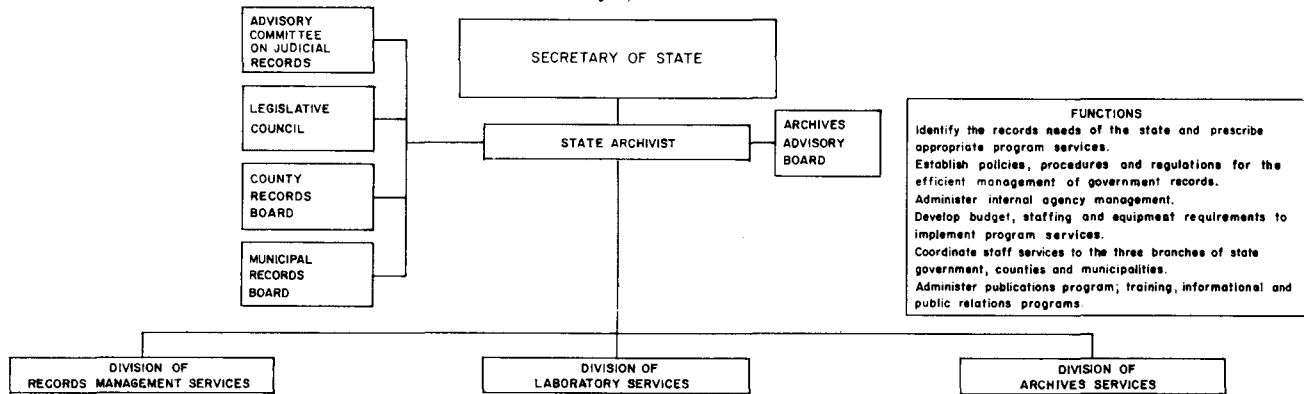 ADVISORY
COMMITTEE
ON JUDICIAL
RECORDS
SECRETARY OF STATE
LEGISLATIVE
COUNCIL
STATE ARCHIVIST
ARCHIVES
ADVISORY
BOARD
COUNTY
RECORDS
BOARD
MUNICIPAL
RECORDS
BOARD
FUNCTIONS
Identify the records needs of the state and prescribe
appropriate program services.
Establish policies, procedures and regulations for the
efficient management of government records.
Administer internal agency management.
Develop budget, staffing and equipment requirements to
implement program services.
Coordinate staff services to the three branches of state
government, counties and municipalities.
Administer publications program; training, informational and
public relations programs.
DIVISION OF
RECORDS MANAGEMENT SERVICES
DIVISION OF
LABORATORY SERVICES
DIVISION OF
ARCHIVES SERVICES